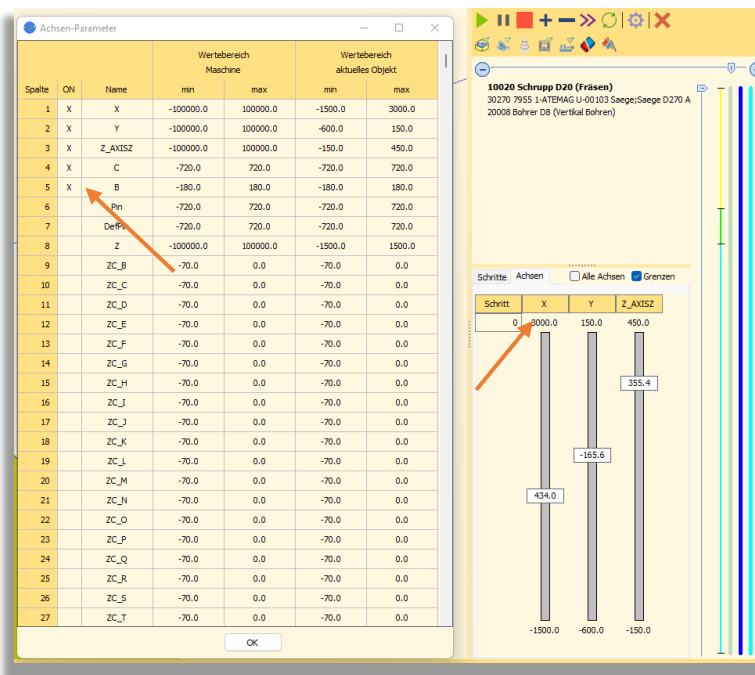 Achsen-Parameter
Wertebereich Wertebereich
Maschine aktuelles Objekt
Spalte ON Name min max min max
1 X X -100000.0 100000.0 -1500.0 3000.0
2 X Y -100000.0 100000.0 -600.0 150.0
3 X Z_AXISZ -100000.0 100000.0 -150.0 450.0
4 X C -720.0 720.0 -720.0 720.0
5 X B -180.0 180.0 -180.0 180.0
6 Pin -720.0 720.0 -720.0 720.0
7 -720.0 720.0 -720.0 720.0
8 Z -100000.0 100000.0 -1500.0 1500.0
9 ZC_B -70.0 0.0 -70.0 0.0
10 ZC_C -70.0 0.0 -70.0 0.0
11 ZC_D -70.0 0.0 -70.0 0.0
12 ZC_E -70.0 0.0 -70.0 0.0
13 ZC_F -70.0 0.0 -70.0 0.0
14 ZC_G -70.0 0.0 -70.0 0.0
15 ZC_H -70.0 0.0 -70.0 0.0
16 ZC_I -70.0 0.0 -70.0 0.0
17 ZC_J -70.0 0.0 -70.0 0.0
18 ZC_K -70.0 0.0 -70.0 0.0
19 ZC_L -70.0 0.0 -70.0 0.0
20 ZC_M -70.0 0.0 -70.0 0.0
21 ZC_N -70.0 0.0 -70.0 0.0
22 ZC_O -70.0 0.0 -70.0 0.0
23 ZC_P -70.0 0.0 -70.0 0.0
24 ZC_Q -70.0 0.0 -70.0 0.0
25 ZC_R -70.0 0.0 -70.0 0.0
26 ZC_S -70.0 0.0 -70.0 0.0
27 ZC_T -70.0 0.0 -70.0 0.0
OK
10020 Schrupp D20 (Fräsen)
30270 7955 1-ATEMAG U-00103 Saege;Saege D270 A
20008 Bohrer D8 (Vertikal Bohren)
Schritte Achsen Alle Achsen Grenzen
Schritt X Y Z_AXISZ
0 3000.0 150.0 450.0
355.4
-165.6
434.0
-1500.0 -600.0 -150.0